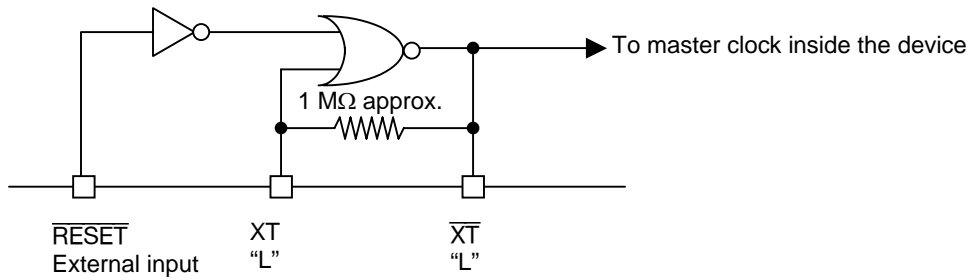 To master clock inside the device
1 MΩ approx.
RESET
External input
XT
“L”
XT
“L”